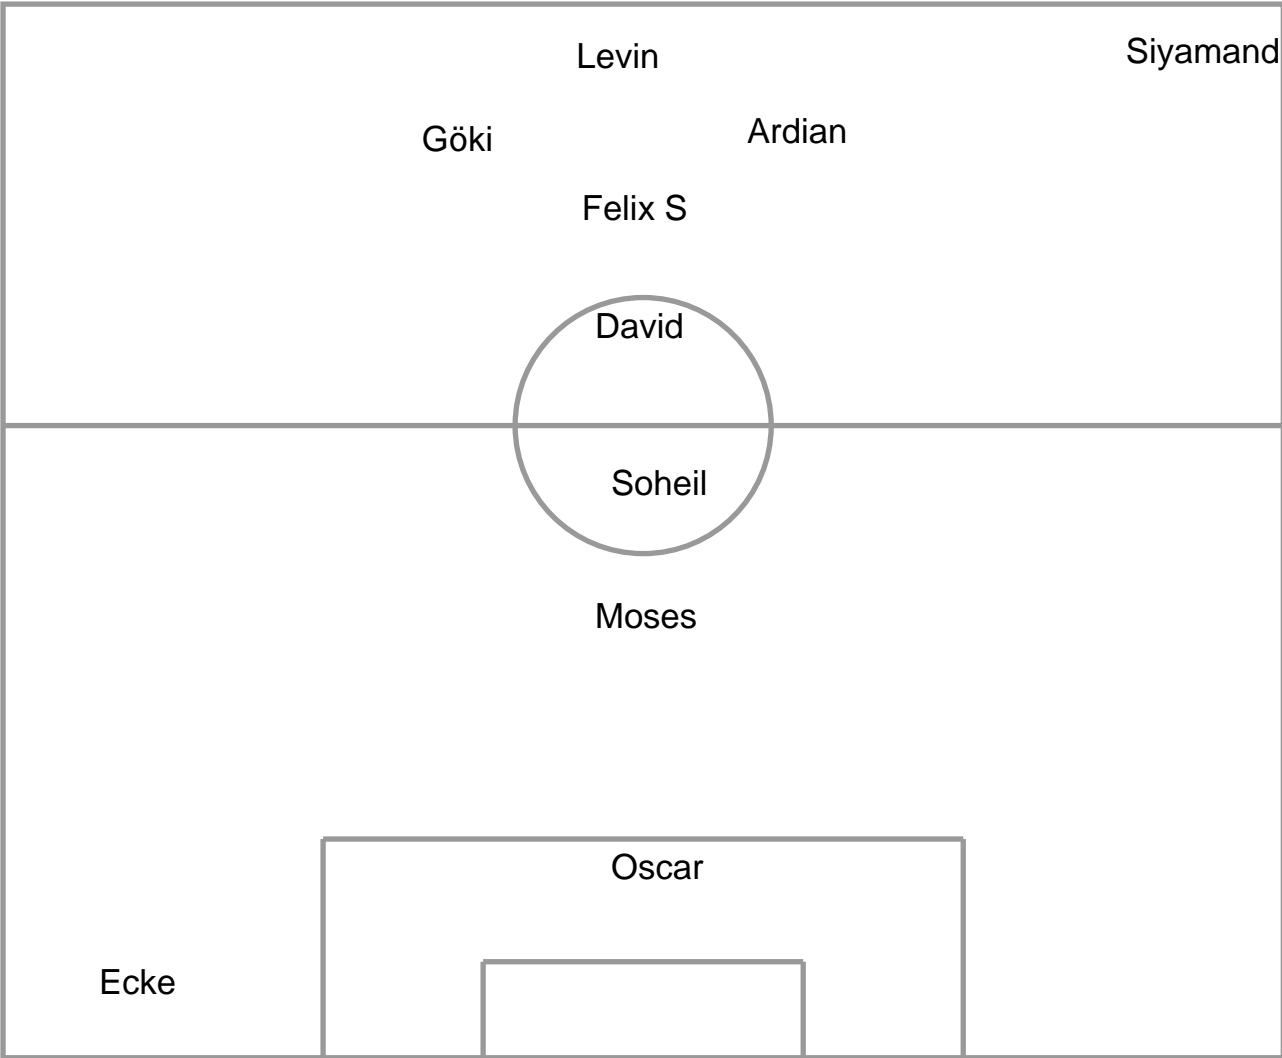 Levin
Siyamand
Göki
Ardian
Felix S
David
Soheil
Moses
Oscar
Ecke